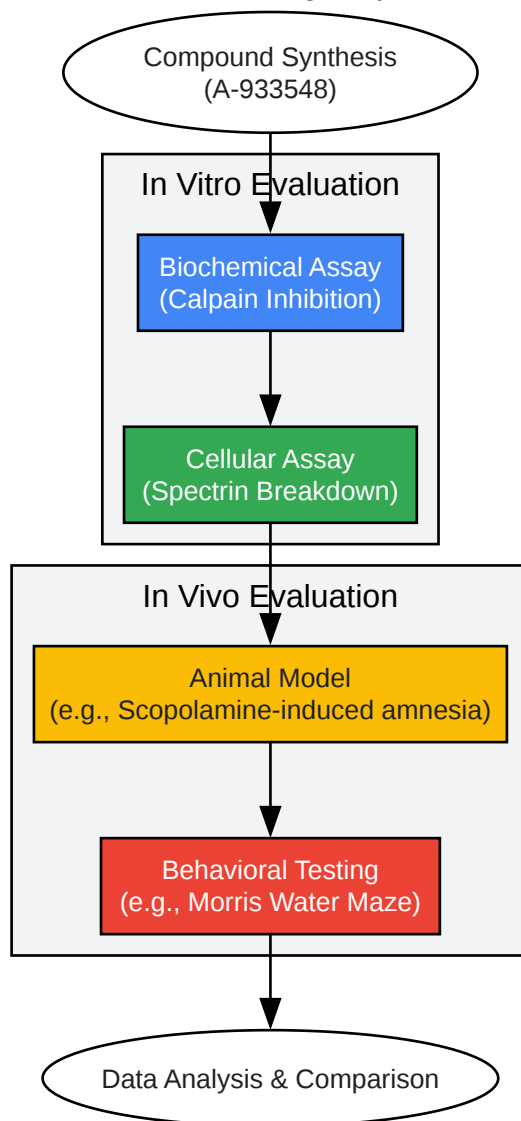 Compound Synthesis
(A-933548)
In Vitro Evaluation
Biochemical Assay
(Calpain Inhibition)
Cellular Assay
(Spectrin Breakdown)
In Vivo Evaluation
Animal Model
(e.g., Scopolamine-induced amnesia)
Behavioral Testing
(e.g., Morris Water Maze)
Data Analysis & Comparison